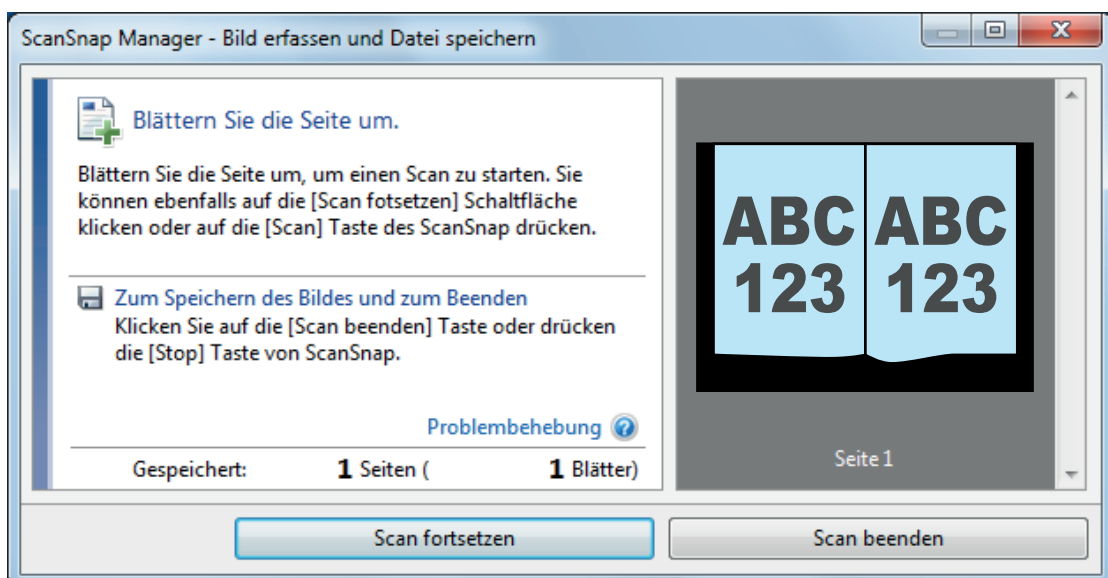 ScanSnap Manager - Bild erfassen und Datei speichern
Blättern Sie die Seite um.
Blättern Sie die Seite um, um einen Scan zu starten. Sie
können ebenfalls auf die [Scan fotsetzen] Schaltfläche
klicken oder auf die [Scan] Taste des ScanSnap drücken.
Zum Speichern des Bildes und zum Beenden
Klicken Sie auf die [Scan beenden] Taste oder drücken
die [Stop] Taste von ScanSnap.
Problembehebung ?
Gespeichert: 1 Seiten ( 1 Blätter)
ABC ABC
123 123
Seite 1
Scan fortsetzen Scan beenden